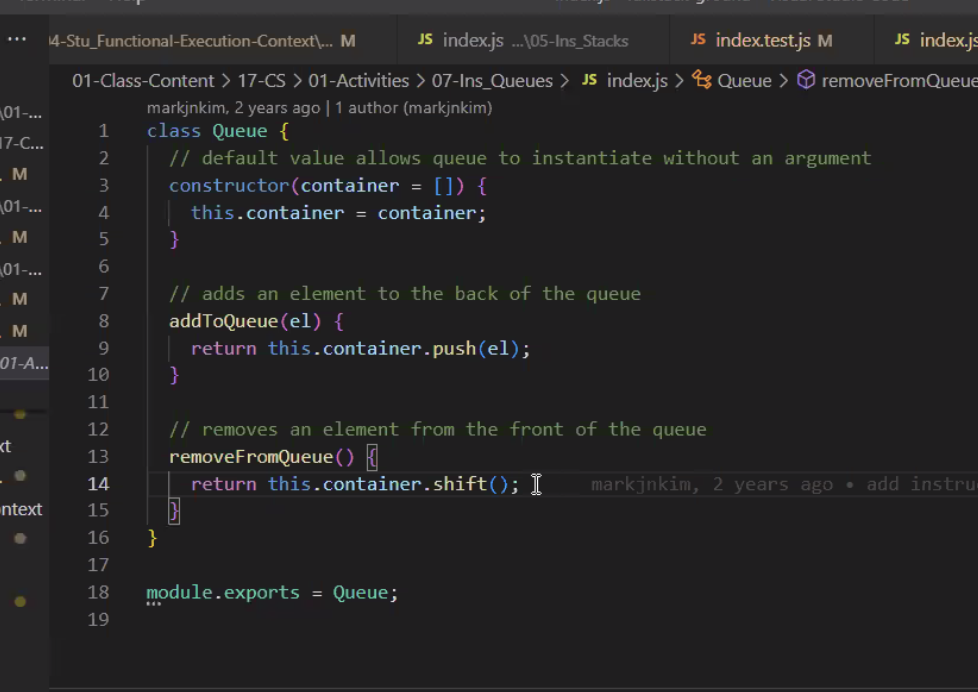 4-Stu_Functional-Execution-Context\... M
JS index.js ...\05-Ins_Stacks
JS index.test.js M
JS index.js
01-Class-Content > 17-CS > 01-Activities > 07-Ins_Queues > JS index.js > Queue > removeFromQueue
markjnkim, 2 years ago | 1 author (markjnkim)
1 class Queue {
2 // default value allows queue to instantiate without an argument
3 constructor(container = []) {
4 this.container = container;
5 }
6
7 // adds an element to the back of the queue
8 addToQueue(el) {
9 return this.container.push(el);
10 }
11
12 // removes an element from the front of the queue
13 removeFromQueue() {
14 return this.container.shift(); markjnkim, 2 years ago • add instruc
15 }
16 }
17
18 module.exports = Queue;
19
\01-...
17-C...
M
\01-...
M
\01-...
M
M
01-A...
xt
ontext